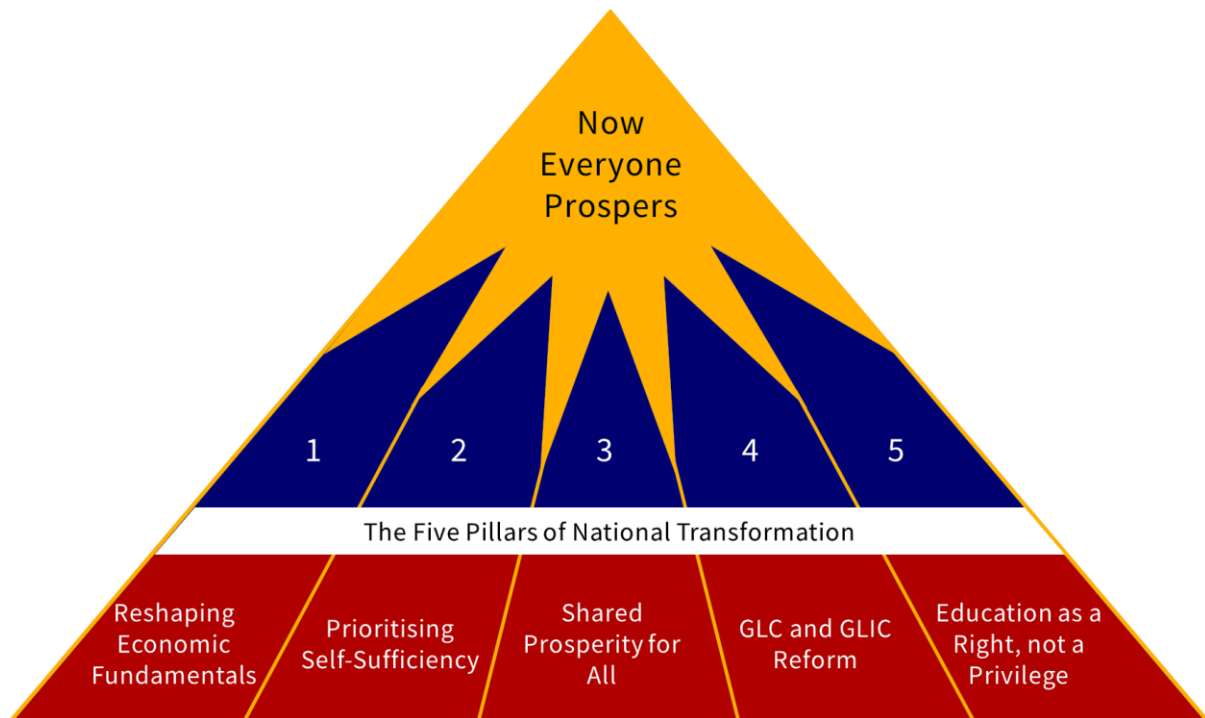 Now
Everyone
Prospers
1
2
3
4
5
The Five Pillars of National Transformation
Reshaping
Economic
Fundamentals
Prioritising
Self-Sufficiency
Shared
Prosperity for
All
GLC and GLIC
Reform
Education as a
Right, not a
Privilege